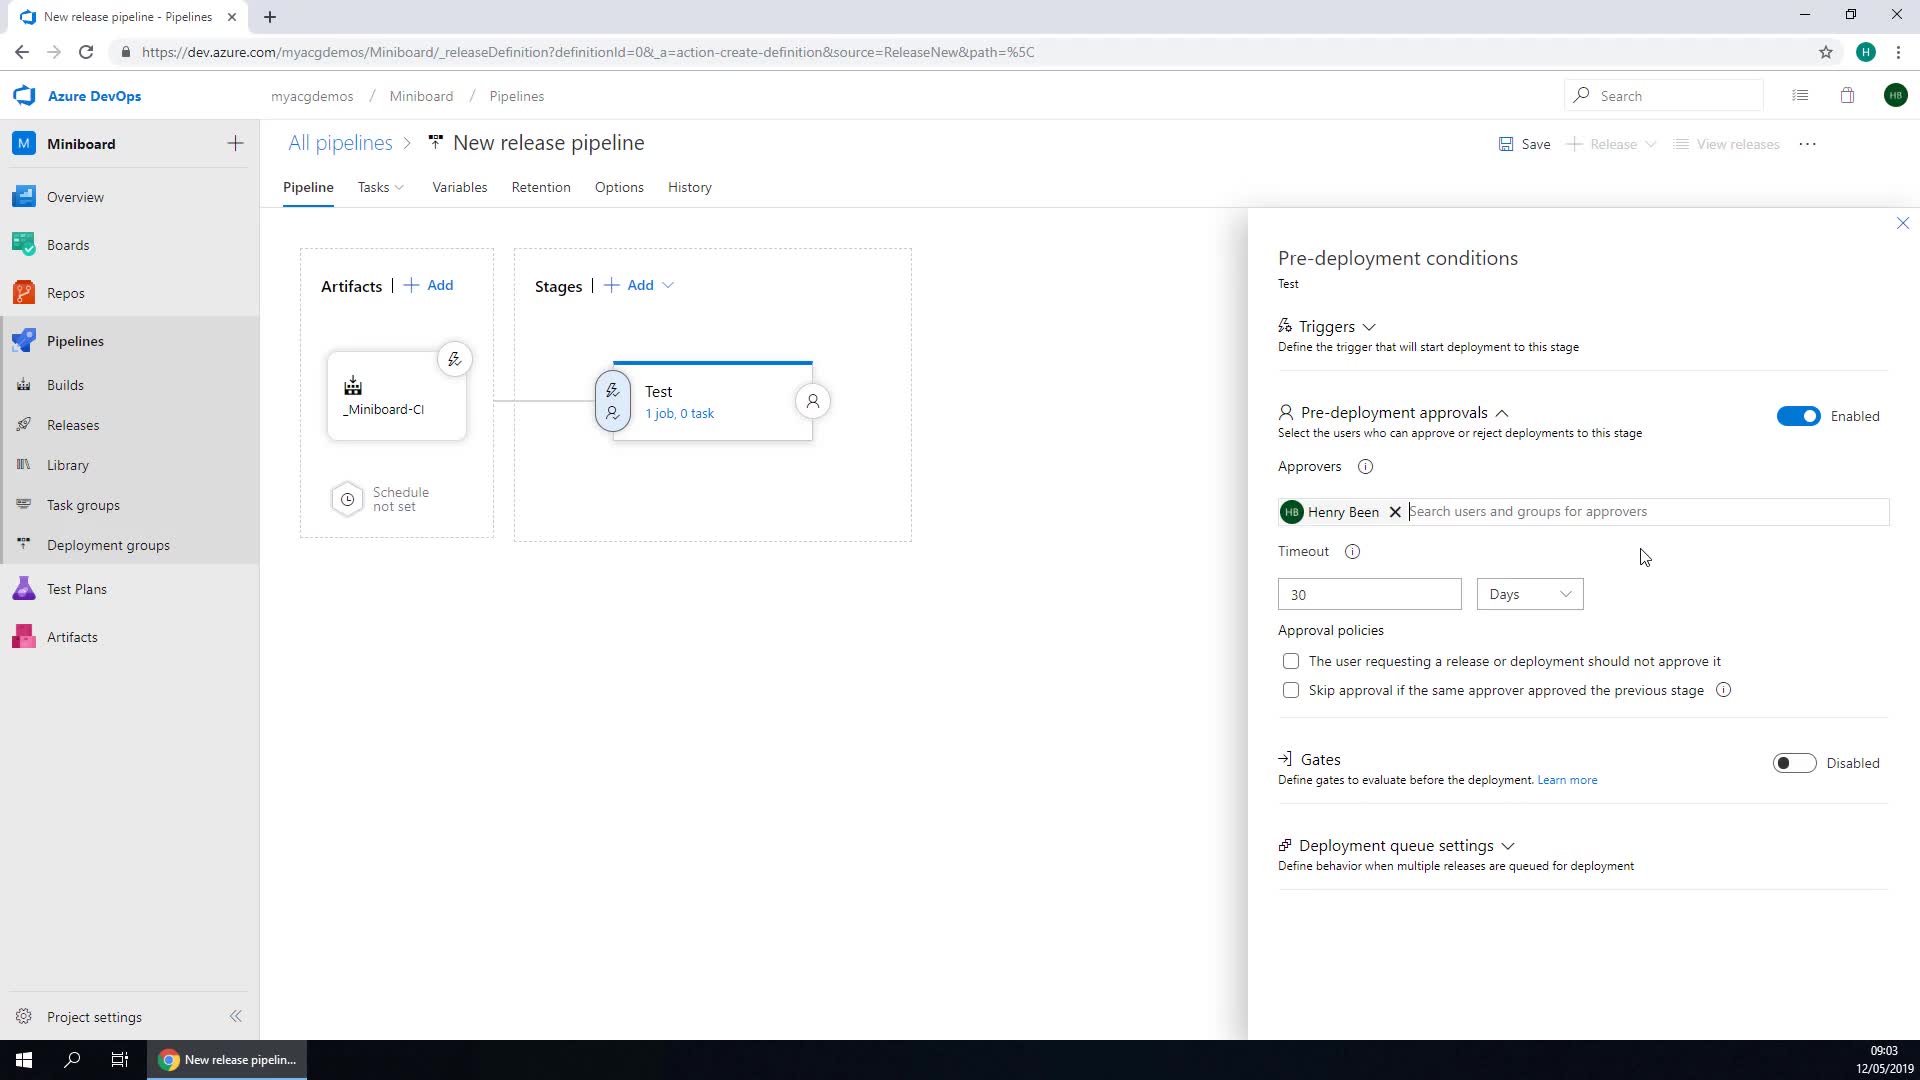 New release pipeline - Pipelines
https://dev.azure.com/myacgdemos/Miniboard/_releaseDefinition?definitionId=0&_a=action-create-definition&source=ReleaseNew&path=%5C
H
Azure DevOps
myacgdemos / Miniboard / Pipelines
Search
HB
M Miniboard
Overview
Boards
Repos
Pipelines
Builds
Releases
Library
Task groups
Deployment groups
Test Plans
Artifacts
Project settings
All pipelines > New release pipeline
Save
Release
View releases
Pipeline
Tasks
Variables
Retention
Options
History
Artifacts | + Add
_Miniboard-CI
Schedule
not set
Stages | + Add
Test
1 job, 0 task
Pre-deployment conditions
Test
Triggers
Define the trigger that will start deployment to this stage
Pre-deployment approvals
Enabled
Select the users who can approve or reject deployments to this stage
Approvers
HB Henry Been Search users and groups for approvers
Timeout
30 Days
Approval policies
The user requesting a release or deployment should not approve it
Skip approval if the same approver approved the previous stage
Gates
Disabled
Define gates to evaluate before the deployment. Learn more
Deployment queue settings
Define behavior when multiple releases are queued for deployment
New release pipelin...
09:03
12/05/2019